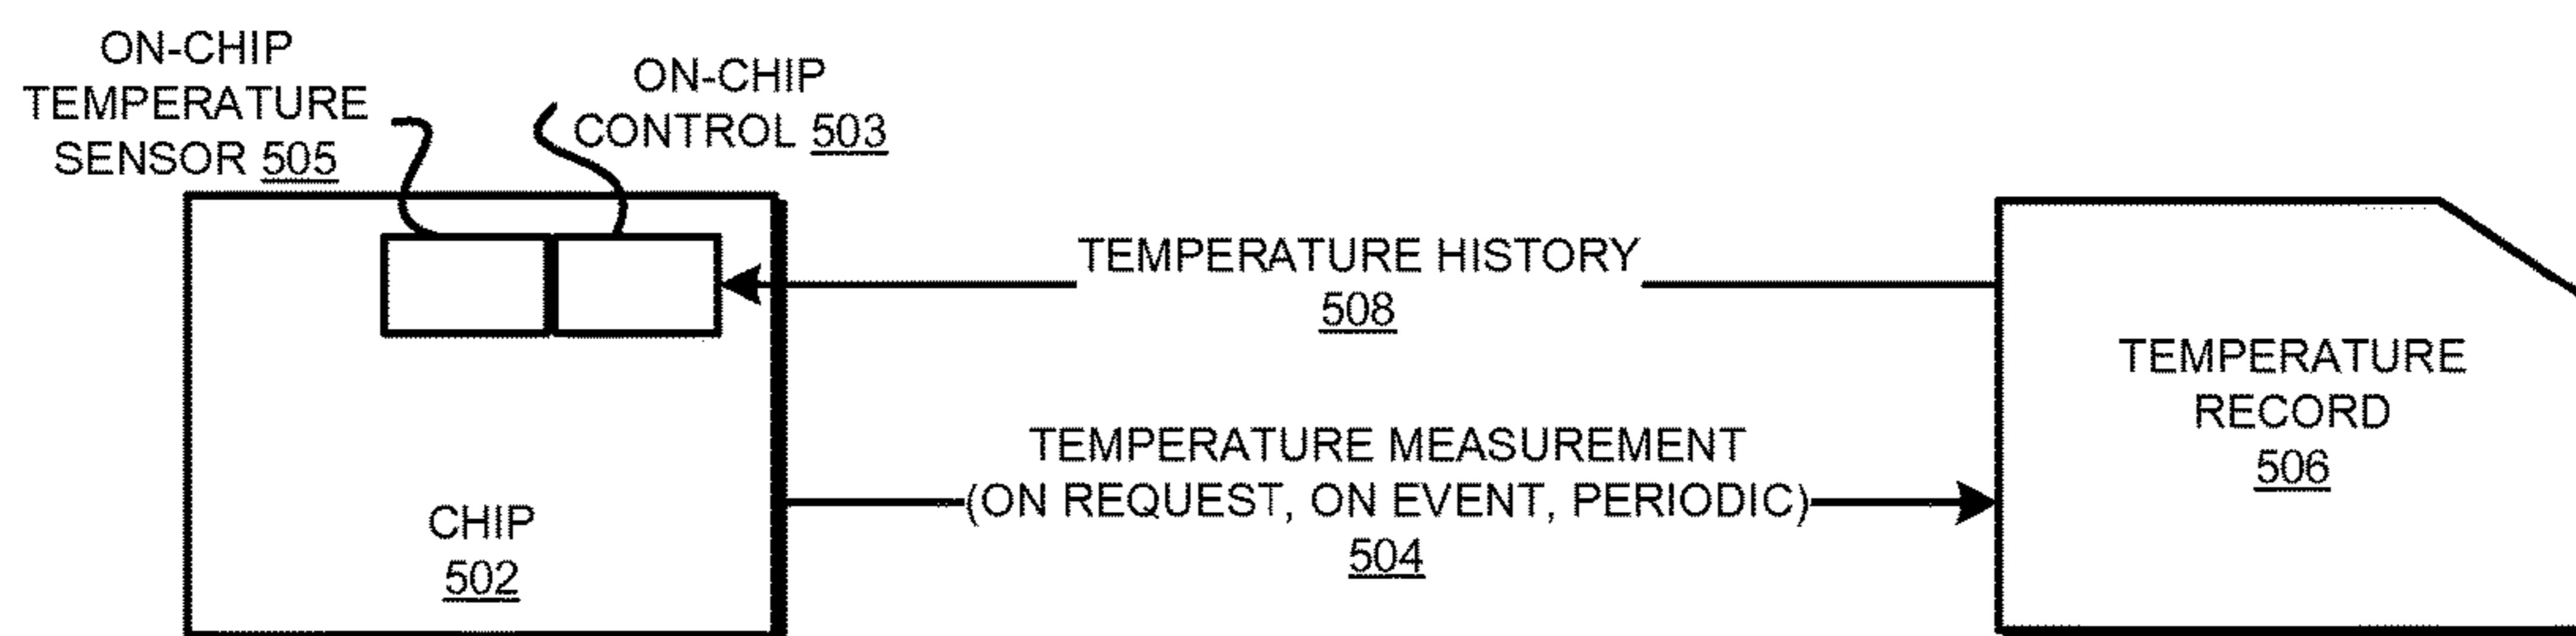 ON-CHIP
TEMPERATURE
SENSOR 505
ON-CHIP
CONTROL 503
TEMPERATURE HISTORY
508
TEMPERATURE MEASUREMENT
(ON REQUEST, ON EVENT, PERIODIC)
504
CHIP
502
TEMPERATURE
RECORD
506